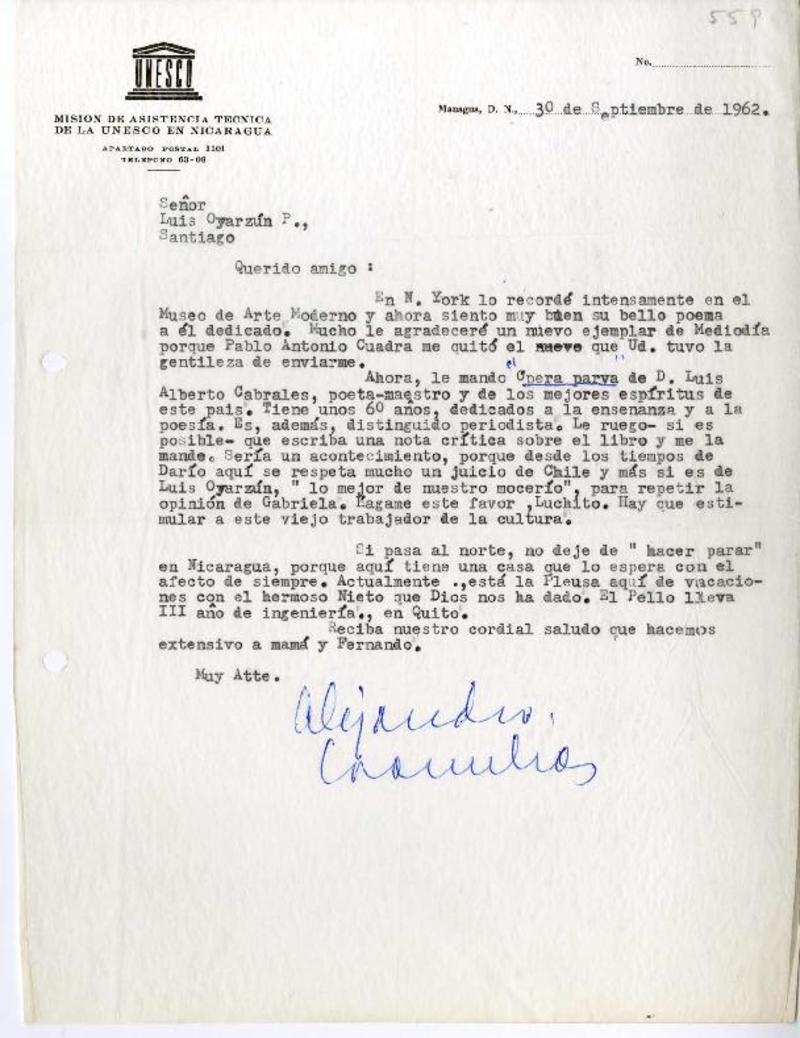 559
UNESCO
No.
MISION DE ASISTENCIA TECNICA
DE LA UNESCO EN NICARAGUA
APARTADO POSTAL 1101
TELEFONO 63-08
Managua, D. N., 30 de Septiembre de 1962.
Señor
Luis Oyarzún P.,
Santiago
Querido amigo :
En N. York lo recordé intensamente en el
Museo de Arte Moderno y ahora siento muy bien su bello poema
a él dedicado. Mucho le agradeceré un nuevo ejemplar de Mediodía
porque Pablo Antonio Cuadra me quitó el nuevo que Ud. tuvo la
gentileza de enviarme.
Ahora, le mando el "Opera parva" de D. Luis
Alberto Cabrales, poeta-maestro y de los mejores espíritus de
este pais. Tiene unos 60 años, dedicados a la ensenanza y a la
poesía. Es, además, distinguido periodista. Le ruego- si es
posible- que escriba una nota crítica sobre el libro y me la
mande. Sería un acontecimiento, porque desde los tiempos de
Darío aquí se respeta mucho un juicio de Chile y más si es de
Luis Oyarzún, " lo mejor de nuestro mocerío", para repetir la
opinión de Gabriela. Hagame este favor ,Luchito. Hay que esti-
mular a este viejo trabajador de la cultura.
Si pasa al norte, no deje de " hacer parar"
en Nicaragua, porque aquí tiene una casa que lo espera con el
afecto de siempre. Actualmente .,está la Pleusa aquí de vacacio-
nes con el hermoso Nieto que Dios nos ha dado. El Pello lleva
III año de ingeniería., en Quito.
Reciba nuestro cordial saludo que hacemos
extensivo a mamá y Fernando.
Muy Atte.
Alejandro